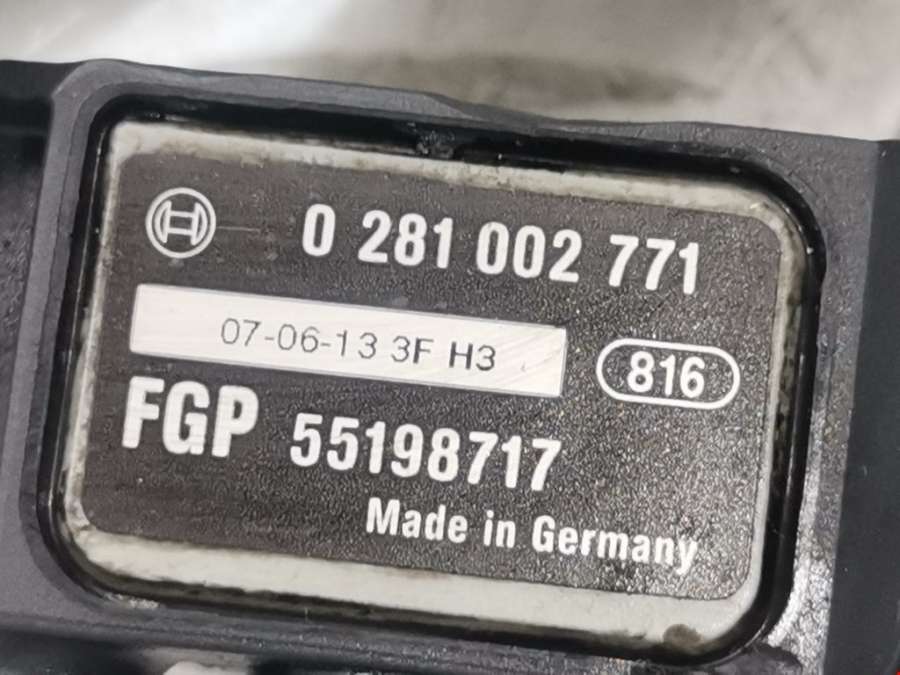 0 281 002 771
07-06-13 3F H3
816
FGP 55198717
Made in Germany